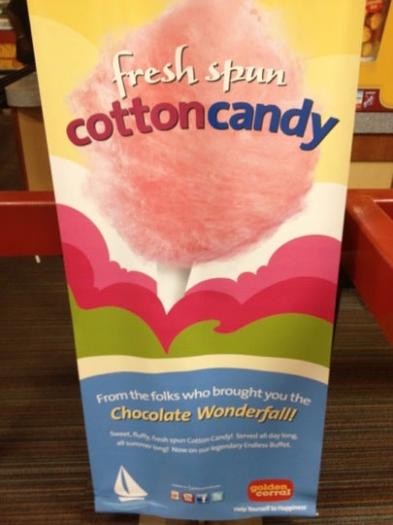 fresh spun
cottoncandy
From the folks who brought you the
Chocolate Wonderfall!
Sweet, fluffy, fresh spun Cotton Candy! Served all day long,
all summer long! Now on our legendary Endless Buffet.
golden
corral
Help Yourself to Happiness